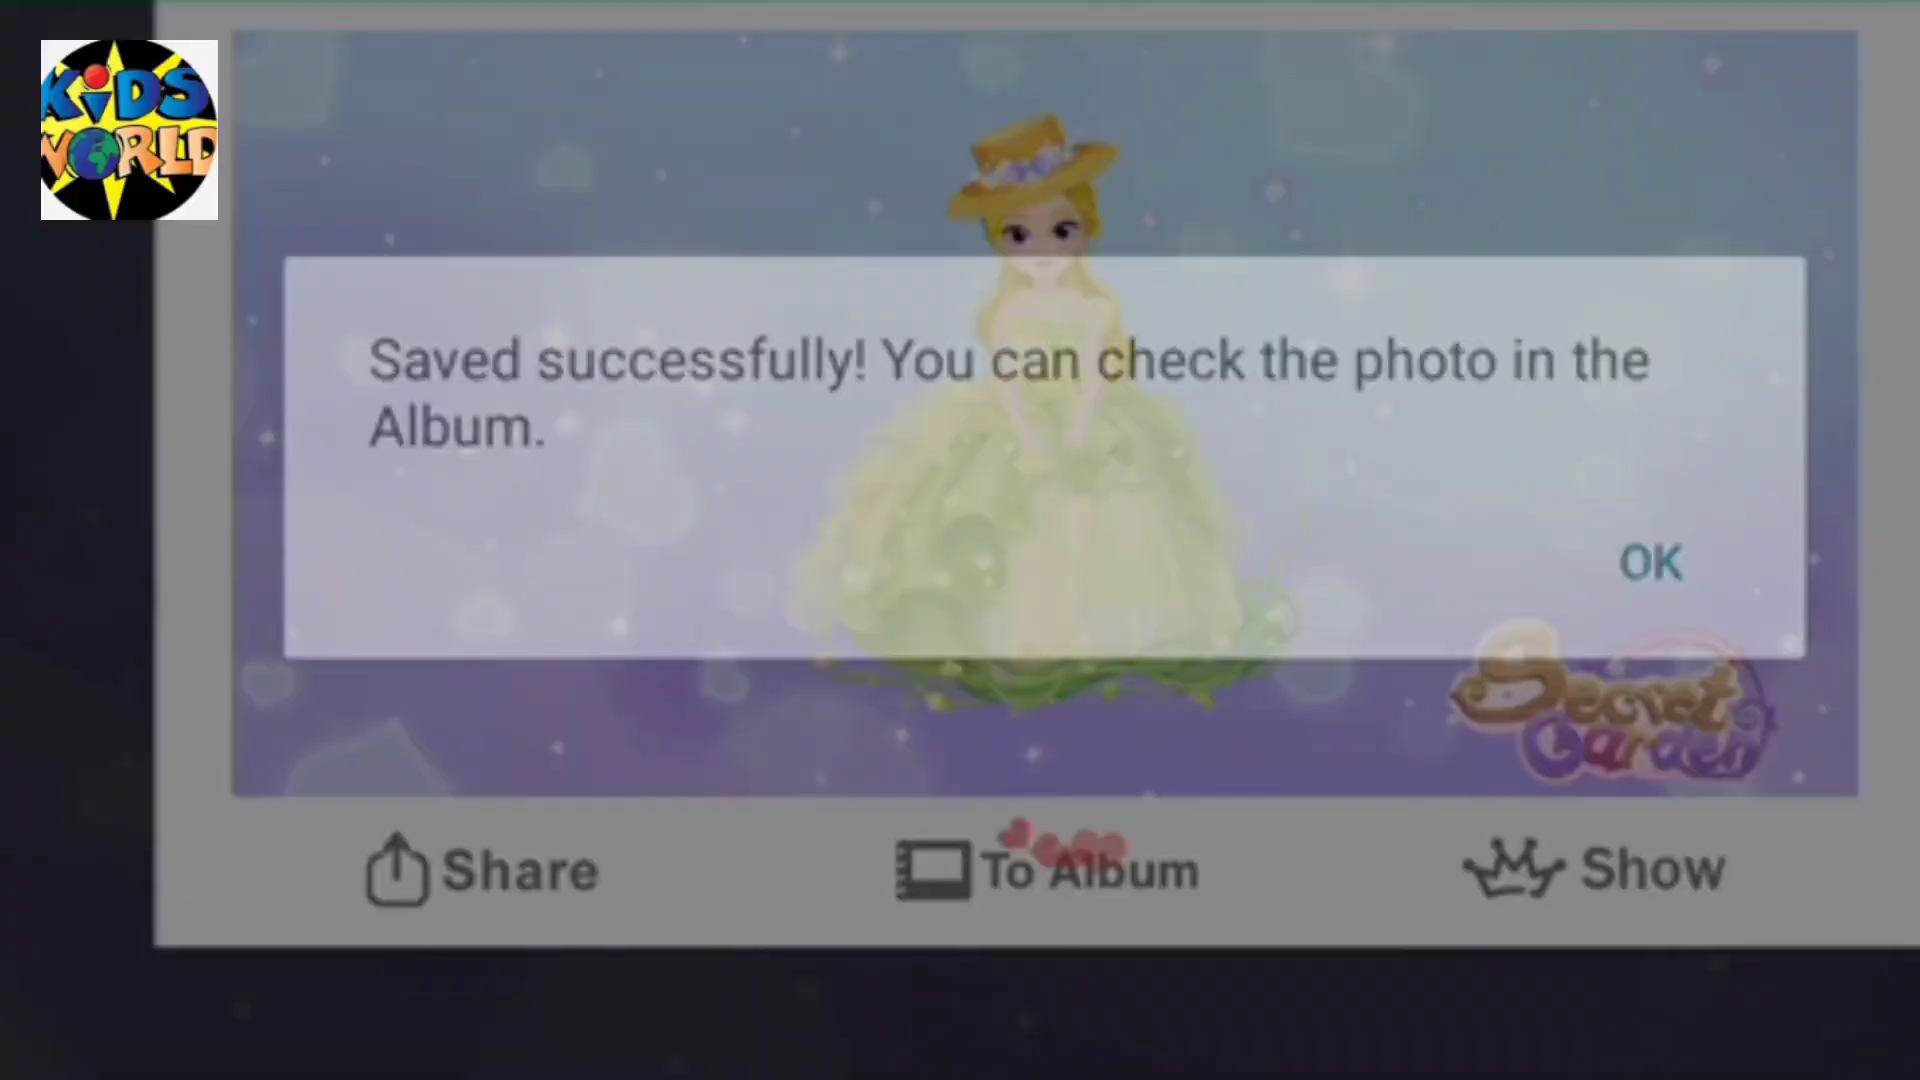 KiDS
WORLD
Saved successfully! You can check the photo in the
Album.
OK
Secret
Garden
Share
To Album
Show